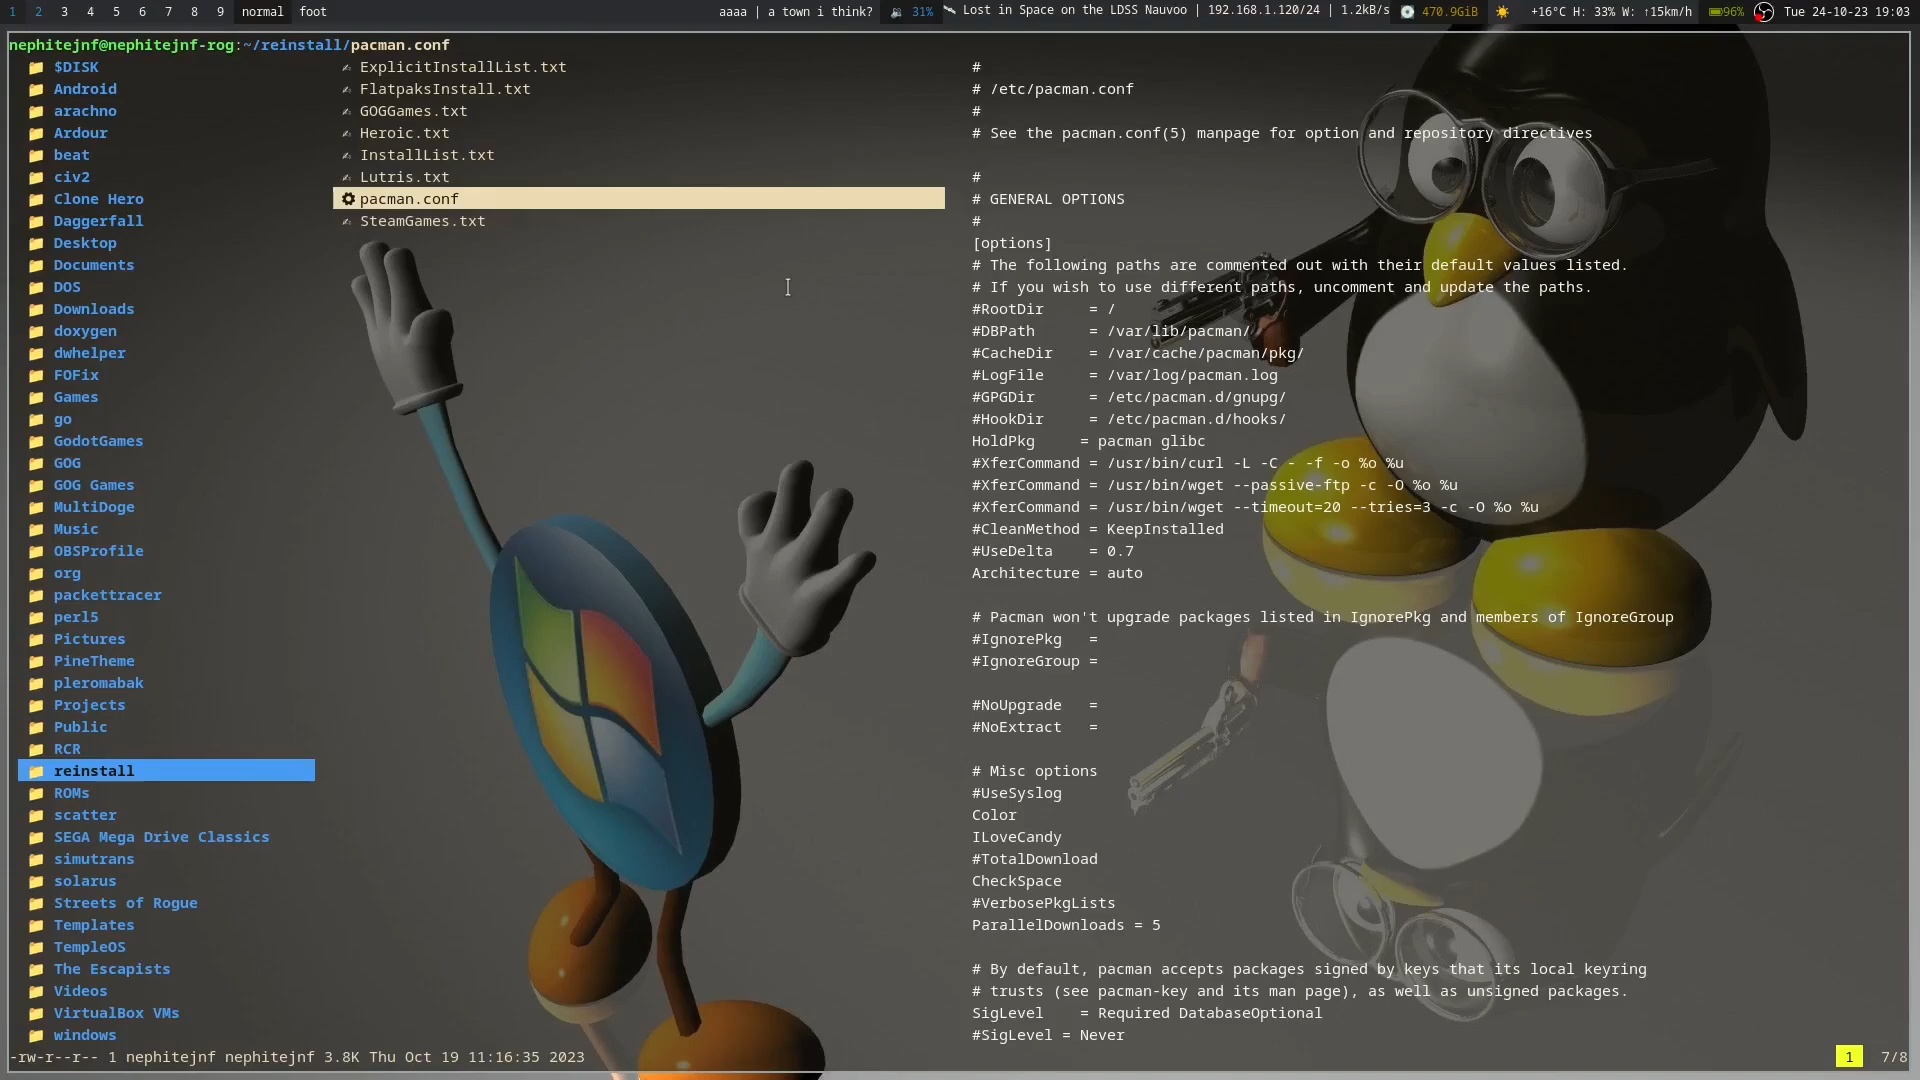 1 2 3 4 5 6 7 8 9 normal foot aaaa | a town i think? 31% Lost in Space on the LDSS Nauvoo | 192.168.1.120/24 | 1.2kB/s 470.9GiB +16°C H: 33% W: ↑15km/h 96% Tue 24-10-23 19:03
nephitejnf@nephitejnf-rog:~/reinstall/pacman.conf
$DISK
Android
arachno
Ardour
beat
civ2
Clone Hero
Daggerfall
Desktop
Documents
DOS
Downloads
doxygen
dwhelper
FOFix
Games
go
GodotGames
GOG
GOG Games
MultiDoge
Music
OBSProfile
org
packettracer
perl5
Pictures
PineTheme
pleromabak
Projects
Public
RCR
reinstall
ROMs
scatter
SEGA Mega Drive Classics
simutrans
solarus
Streets of Rogue
Templates
TempleOS
The Escapists
Videos
VirtualBox VMs
windows
ExplicitInstallList.txt
FlatpaksInstall.txt
GOGGames.txt
Heroic.txt
InstallList.txt
Lutris.txt
pacman.conf
SteamGames.txt
#
# /etc/pacman.conf
#
# See the pacman.conf(5) manpage for option and repository directives
#
# GENERAL OPTIONS
#
[options]
# The following paths are commented out with their default values listed.
# If you wish to use different paths, uncomment and update the paths.
#RootDir     = /
#DBPath      = /var/lib/pacman/
#CacheDir    = /var/cache/pacman/pkg/
#LogFile     = /var/log/pacman.log
#GPGDir      = /etc/pacman.d/gnupg/
#HookDir     = /etc/pacman.d/hooks/
HoldPkg     = pacman glibc
#XferCommand = /usr/bin/curl -L -C - -f -o %o %u
#XferCommand = /usr/bin/wget --passive-ftp -c -O %o %u
#XferCommand = /usr/bin/wget --timeout=20 --tries=3 -c -O %o %u
#CleanMethod = KeepInstalled
#UseDelta    = 0.7
Architecture = auto
# Pacman won't upgrade packages listed in IgnorePkg and members of IgnoreGroup
#IgnorePkg   =
#IgnoreGroup =
#NoUpgrade   =
#NoExtract   =
# Misc options
#UseSyslog
Color
ILoveCandy
#TotalDownload
CheckSpace
#VerbosePkgLists
ParallelDownloads = 5
# By default, pacman accepts packages signed by keys that its local keyring
# trusts (see pacman-key and its man page), as well as unsigned packages.
SigLevel    = Required DatabaseOptional
#SigLevel = Never
-rw-r--r-- 1 nephitejnf nephitejnf 3.8K Thu Oct 19 11:16:35 2023 1 7/8